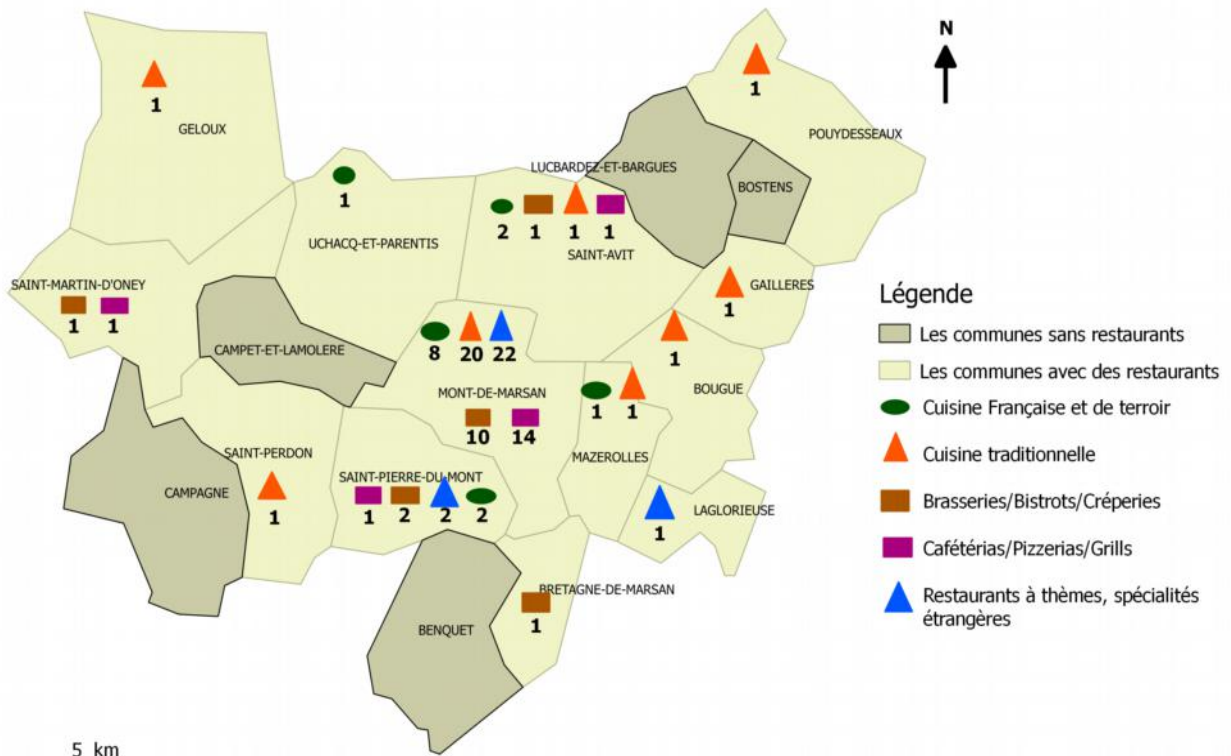 N
1
1
GELOUX
POUYDESSEAUX
LUCBARDEZ-ET-BARGUES
BOSTENS
1
2 1 1 1
UCHACQ-ET-PARENTIS
SAINT-AVIT
SAINT-MARTIN-D'ONEY
1 1
GAILLERES
1
CAMPET-ET-LAMOLERE
8 20 22
1
BOUGUE
MONT-DE-MARSAN
10 14
1 1
MAZEROLLES
SAINT-PERDON
1
CAMPAGNE
SAINT-PIERRE-DU-MONT
1 2 2 2
LAGLORIEUSE
1
BRETAGNE-DE-MARSAN
1
BENQUET
5 km
Légende
Les communes sans restaurants
Les communes avec des restaurants
Cuisine Française et de terroir
Cuisine traditionnelle
Brasseries/Bistrots/Créperies
Cafétérias/Pizzerias/Grills
Restaurants à thèmes, spécialités
étrangères